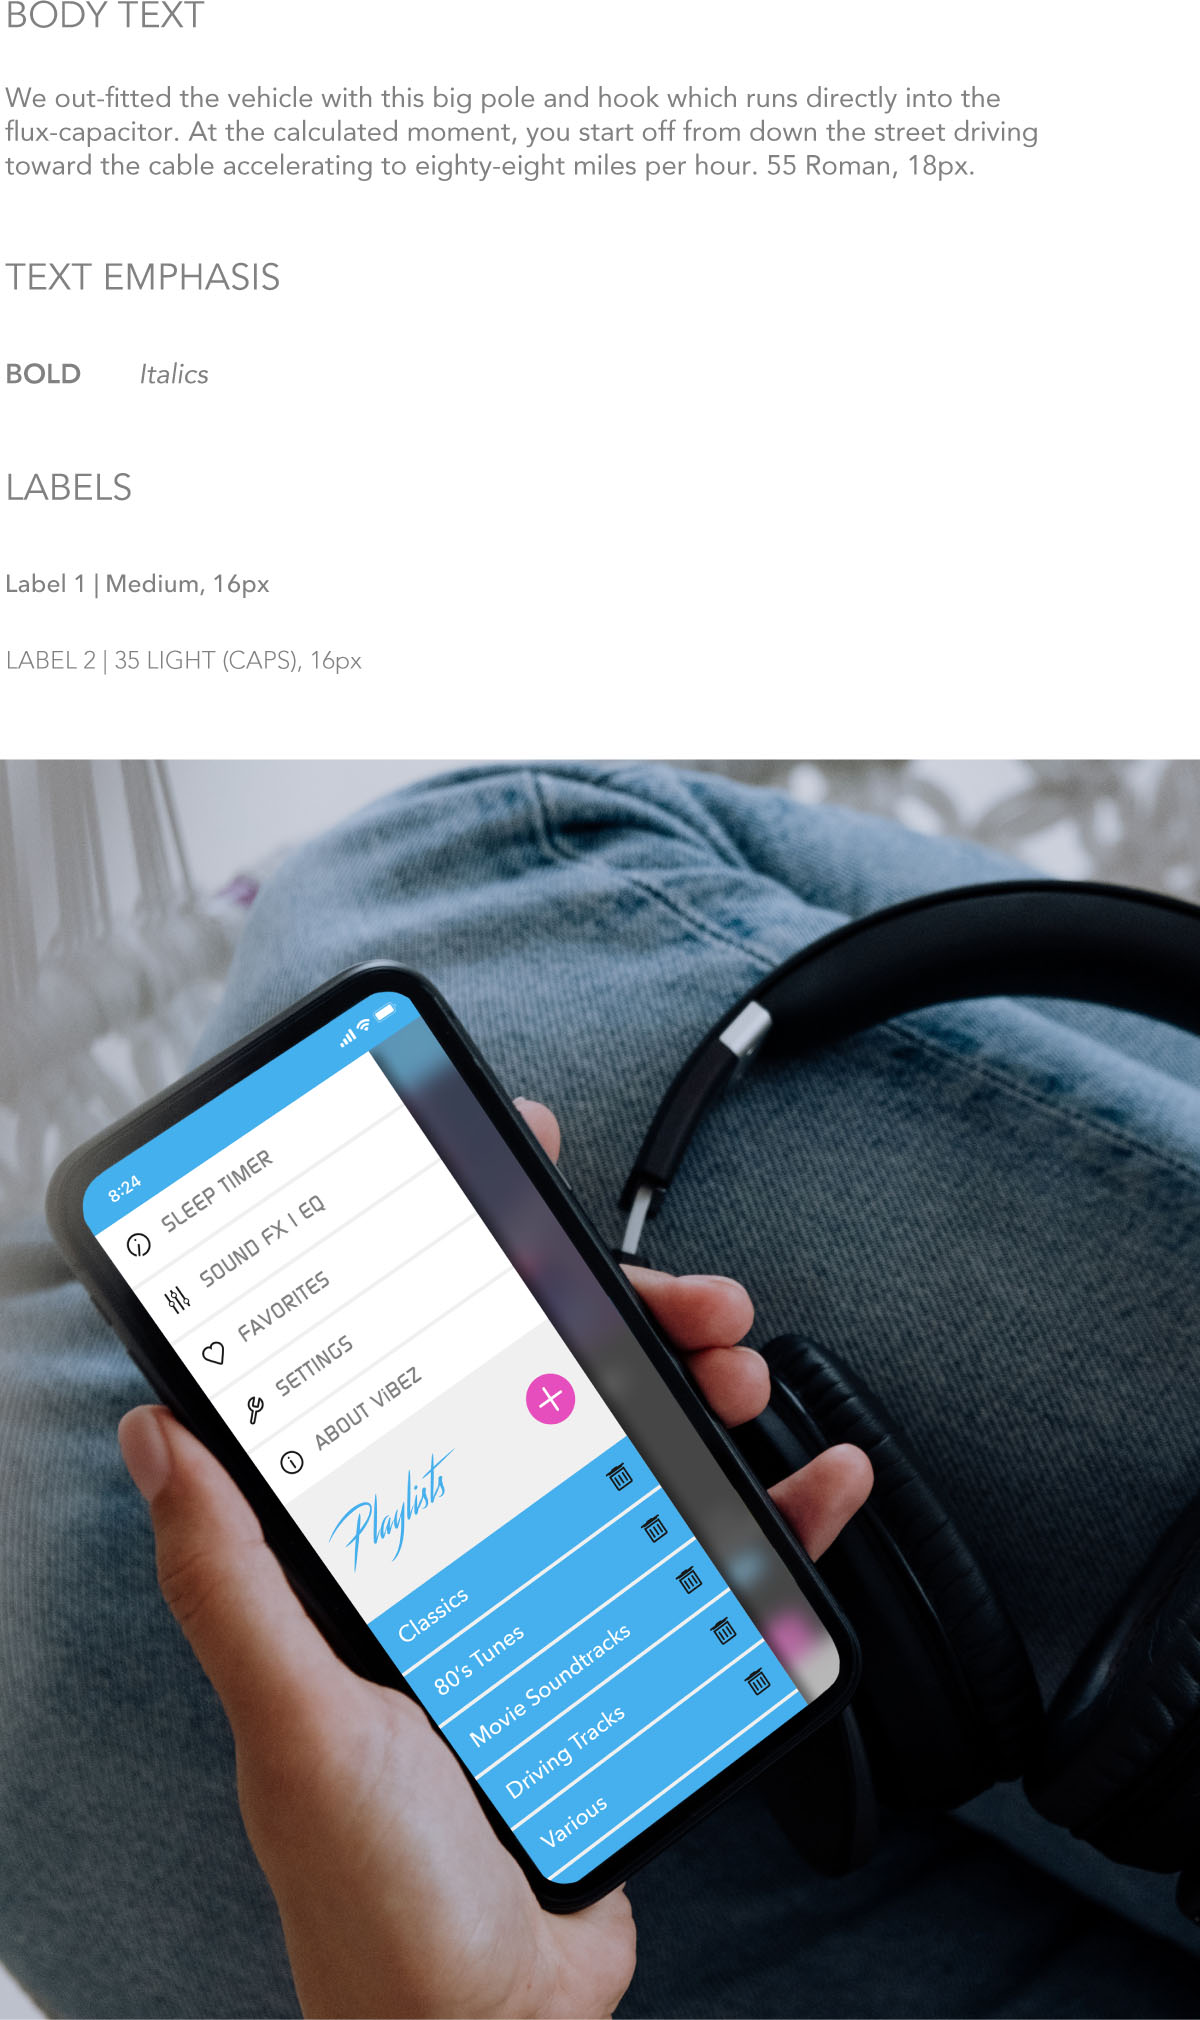 BODY TEXT
We out-fitted the vehicle with this big pole and hook which runs directly into the
flux-capacitor. At the calculated moment, you start off from down the street driving
toward the cable accelerating to eighty-eight miles per hour. 55 Roman, 18px.
TEXT EMPHASIS
BOLD Italics
LABELS
Label 1 | Medium, 16px
LABEL 2 | 35 LIGHT (CAPS), 16px
8:24
SLEEP TIMER
SOUND FX | EQ
FAVORITES
SETTINGS
ABOUT ViBEZ
Playlists
Classics
80's Tunes
Movie Soundtracks
Driving Tracks
Various